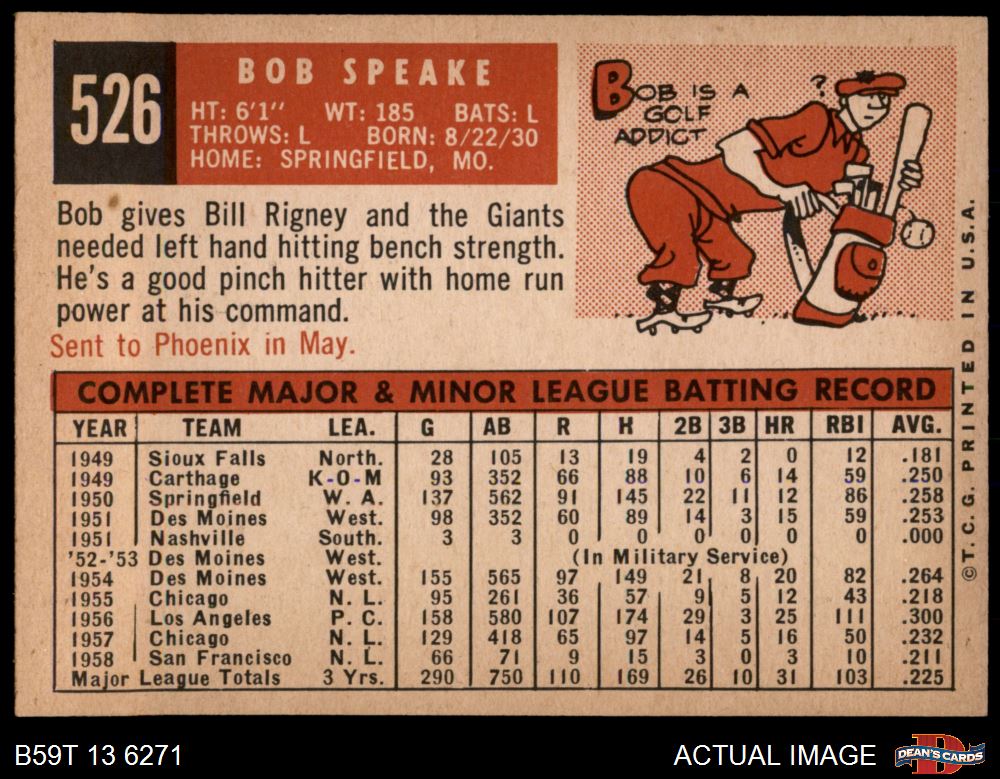 526
BOB SPEAKE
HT: 6'1" WT: 185 BATS: L
THROWS: L BORN: 8/22/30
HOME: SPRINGFIELD, MO.
BOB IS A
GOLF
ADDICT
?
Bob gives Bill Rigney and the Giants
needed left hand hitting bench strength.
He's a good pinch hitter with home run
power at his command.
Sent to Phoenix in May.
COMPLETE MAJOR & MINOR LEAGUE BATTING RECORD
YEAR TEAM LEA. G AB R H 2B 3B HR RBI AVG.
1949 Sioux Falls North. 28 105 13 19 4 2 0 12 .181
1949 Carthage K-O-M 93 352 66 88 10 6 14 59 .250
1950 Springfield W. A. 137 562 91 145 22 11 12 86 .258
1951 Des Moines West. 98 352 60 89 14 3 15 59 .253
1951 Nashville South. 3 3 0 0 0 0 0 0 .000
'52-'53 Des Moines West. (In Military Service)
1954 Des Moines West. 155 565 97 149 21 8 20 82 .264
1955 Chicago N. L. 95 261 36 57 9 5 12 43 .218
1956 Los Angeles P. C. 158 580 107 174 29 3 25 111 .300
1957 Chicago N. L. 129 418 65 97 14 5 16 50 .232
1958 San Francisco N. L. 66 71 9 15 3 0 3 10 .211
Major League Totals 3 Yrs. 290 750 110 169 26 10 31 103 .225
© T. C. G. PRINTED IN U.S.A.
B59T 13 6271
ACTUAL IMAGE
DEAN'S CARDS